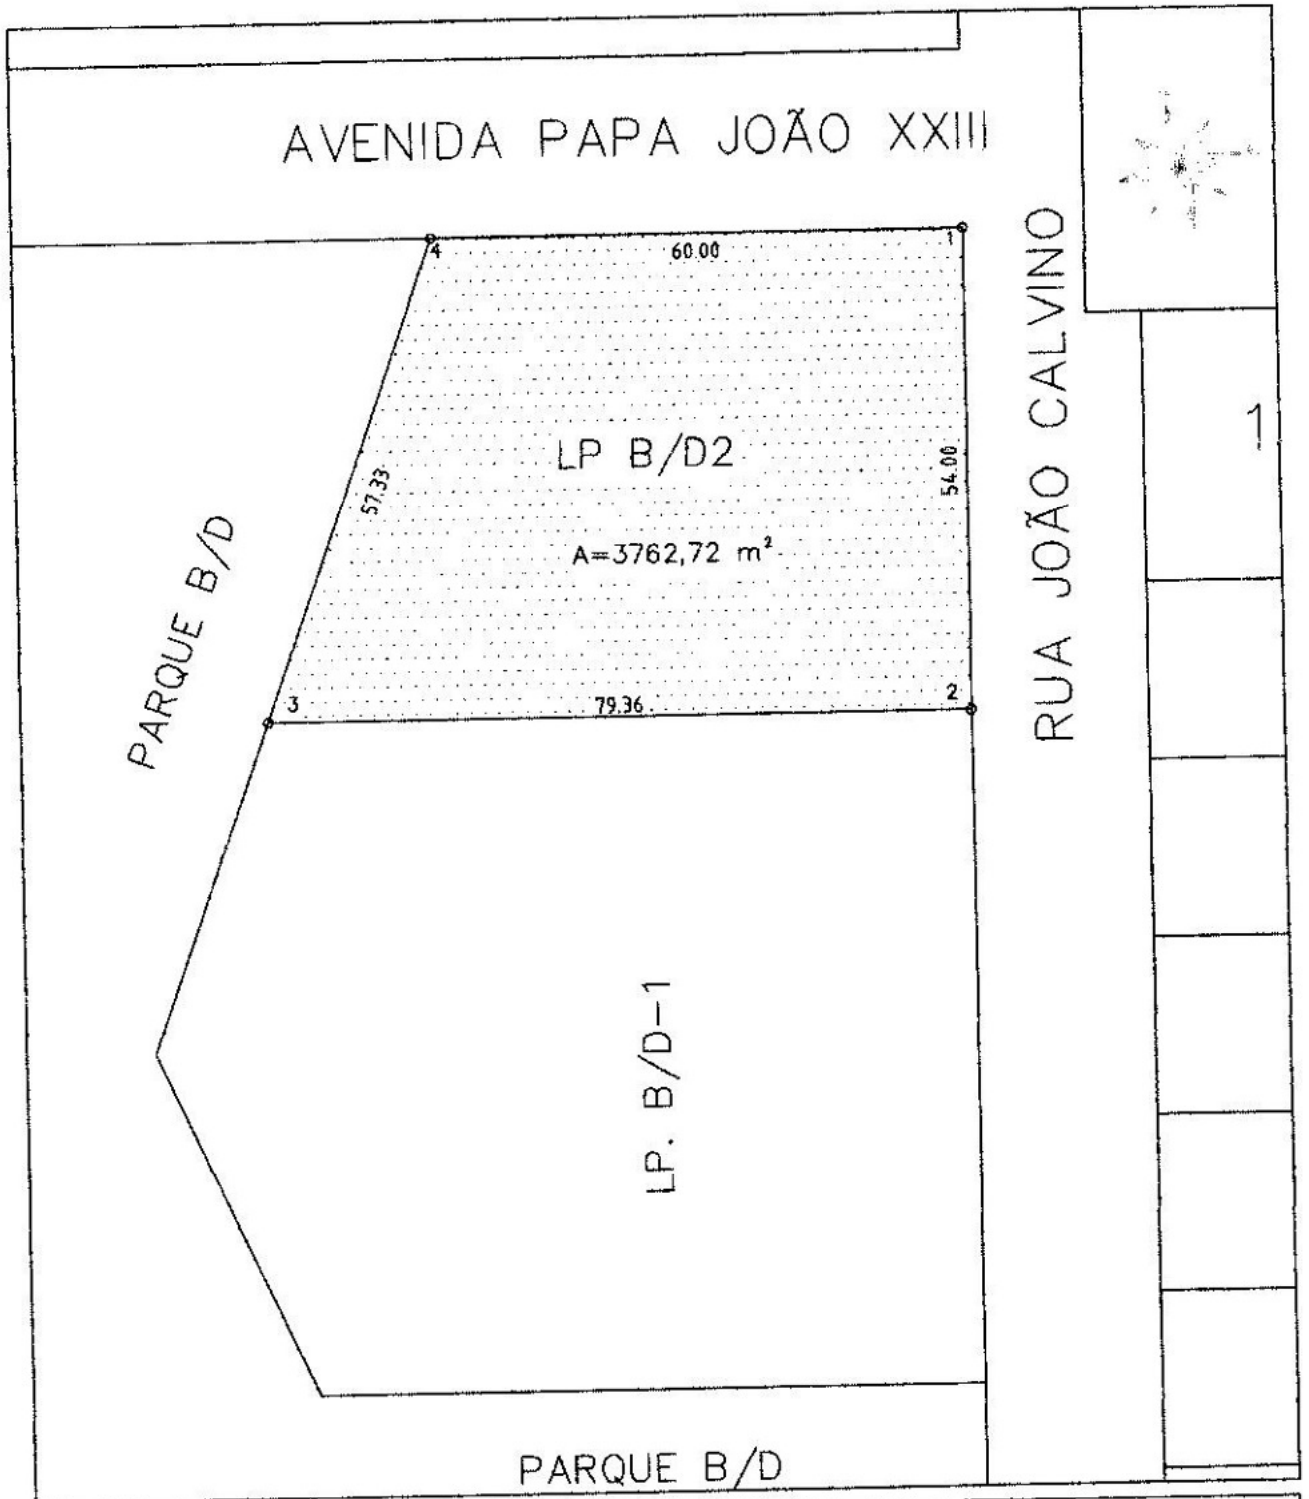 AVENIDA PAPA JOÃO XXIII
4
60.00
1
RUA JOÃO CALVINO
1
LP B/D2
54.00
57.33
A=3762,72 m²
PARQUE B/D
3
79.36
2
LP. B/D-1
PARQUE B/D